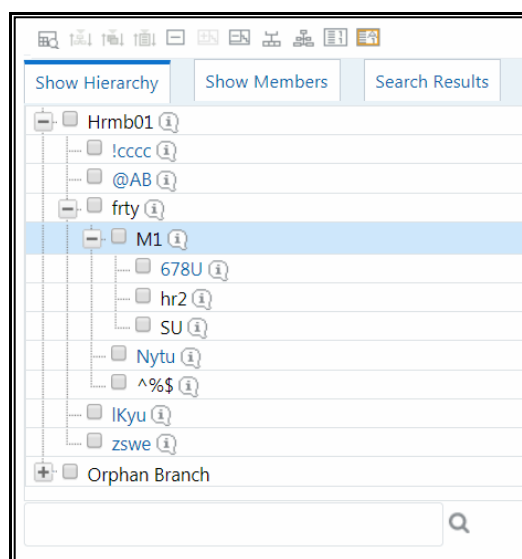 Show Hierarchy Show Members Search Results
Hrmb01
!cccc
@AB
frty
M1
678U
hr2
SU
Nytu
^%$
lKyu
zswe
Orphan Branch